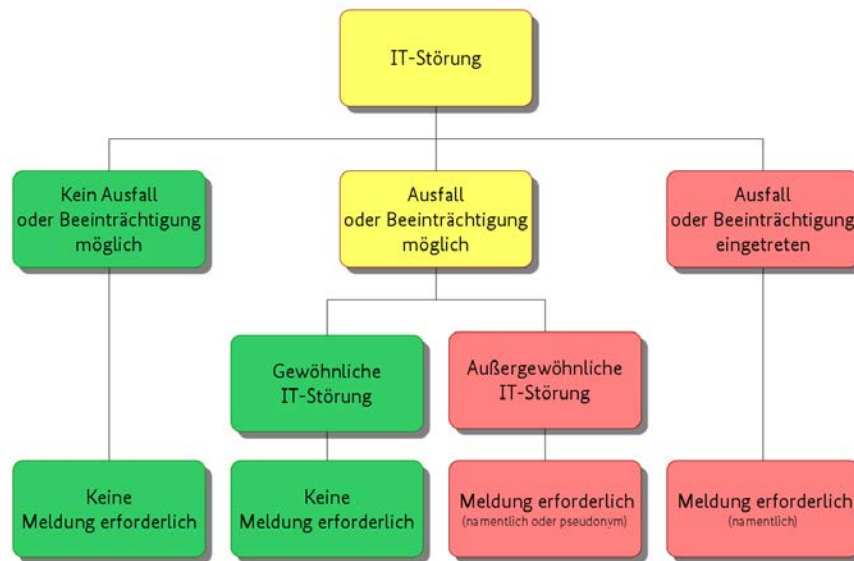 IT-Störung
Kein Ausfall
oder Beeinträchtigung
möglich
Ausfall
oder Beeinträchtigung
möglich
Ausfall
oder Beeinträchtigung
eingetreten
Gewöhnliche
IT-Störung
Außergewöhnliche
IT-Störung
Keine
Meldung erforderlich
Keine
Meldung erforderlich
Meldung erforderlich
(namentlich oder pseudonym)
Meldung erforderlich
(namentlich)